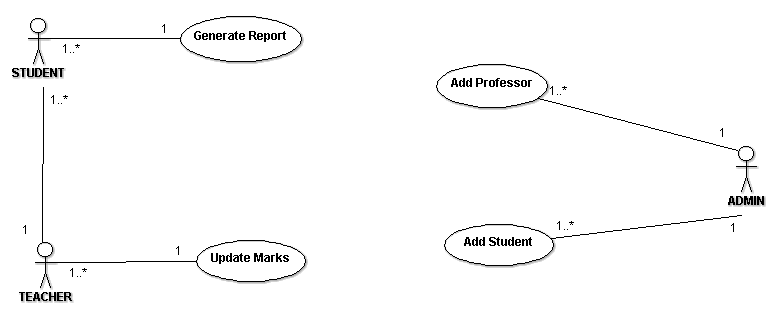 1
Generate Report
1..*
STUDENT
Add Professor
1..*
1..*
1
ADMIN
1
1..*
1
Add Student
1
Update Marks
1..*
TEACHER